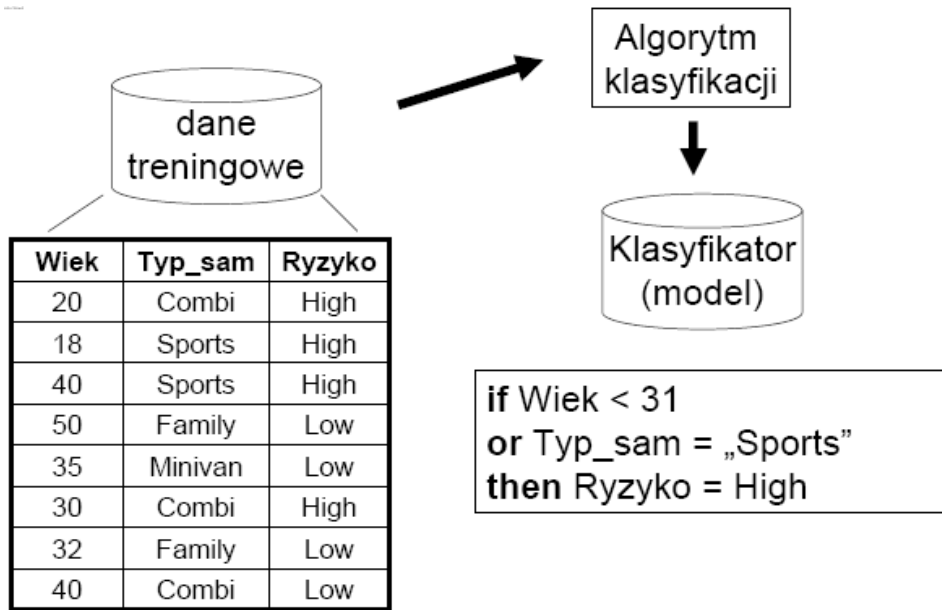 dane
treningowe
Algorytm
klasyfikacji
Klasyfikator
(model)
Wiek Typ_sam Ryzyko
20 Combi High
18 Sports High
40 Sports High
50 Family Low
35 Minivan Low
30 Combi High
32 Family Low
40 Combi Low
if Wiek < 31
or Typ_sam = „Sports”
then Ryzyko = High